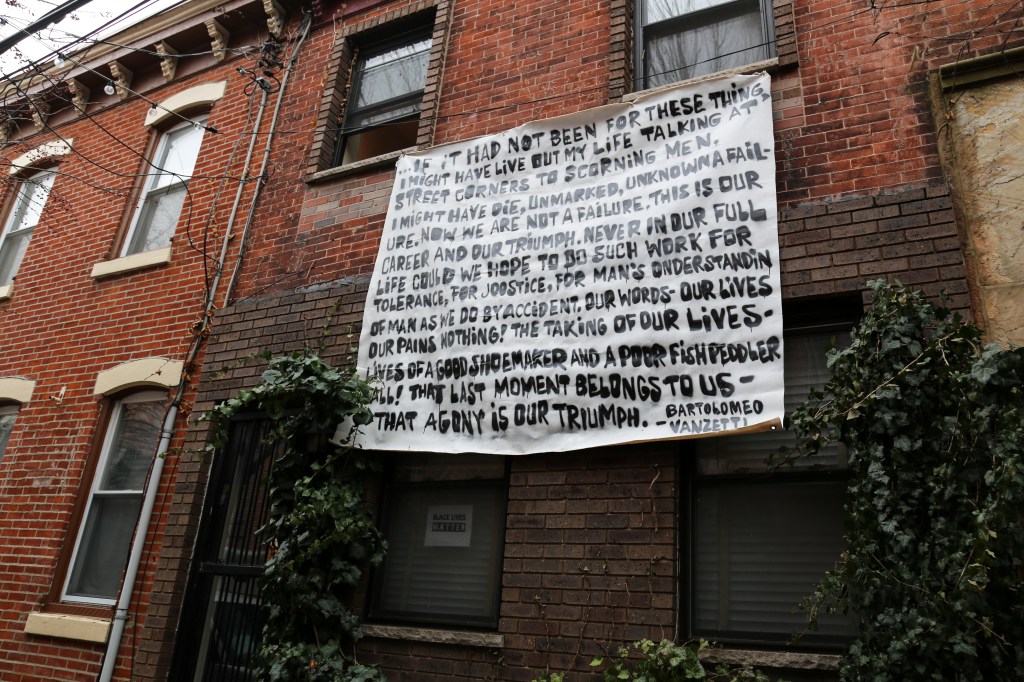 ...IF IT HAD NOT BEEN FOR THESE THING,
I MIGHT HAVE LIVE OUT MY LIFE TALKING AT
STREET CORNERS TO SCORNING MEN.
I MIGHT HAVE DIE, UNMARKED, UNKNOWN A FAIL-
URE. NOW WE ARE NOT A FAILURE. THIS IS OUR
CAREER AND OUR TRIUMPH. NEVER IN OUR FULL
LIFE COULD WE HOPE TO DO SUCH WORK FOR
TOLERANCE, FOR JOOSTICE, FOR MAN'S ONDERSTANDIN
OF MAN AS WE DO BY ACCIDENT. OUR WORDS - OUR LIVES
OUR PAINS NOTHING! THE TAKING OF OUR LIVES -
LIVES OF A GOOD SHOEMAKER AND A POOR FISH PEDDLER
ALL! THAT LAST MOMENT BELONGS TO US -
THAT AGONY IS OUR TRIUMPH. - BARTOLOMEO
VANZETTI
BLACK LIVES
MATTER